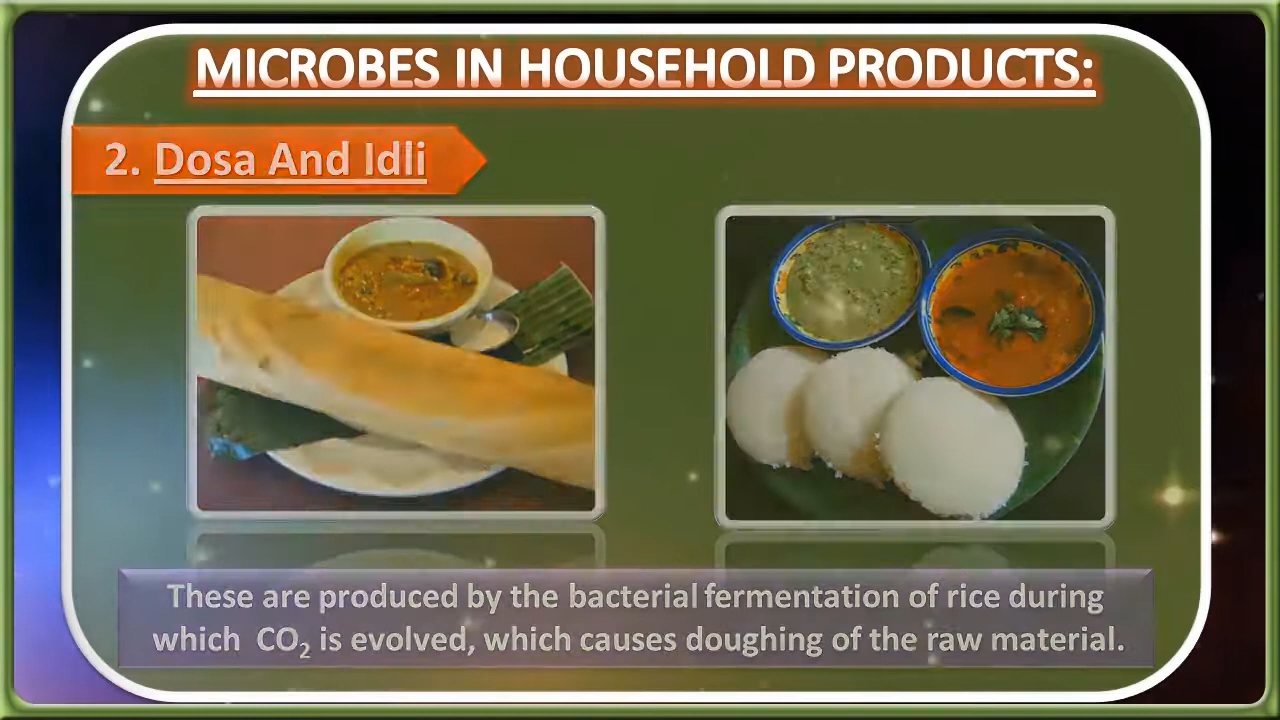 MICROBES IN HOUSEHOLD PRODUCTS:
2. Dosa And Idli
These are produced by the bacterial fermentation of rice during
which CO₂ is evolved, which causes doughing of the raw material.